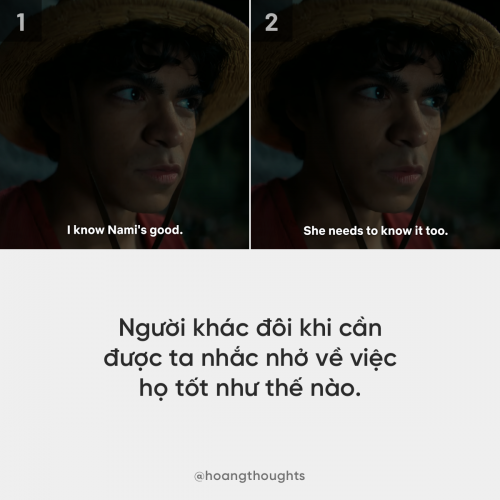 1
2
I know Nami's good.
She needs to know it too.
Người khác đôi khi cần
được ta nhắc nhở về việc
họ tốt như thế nào.
@hoangthoughts